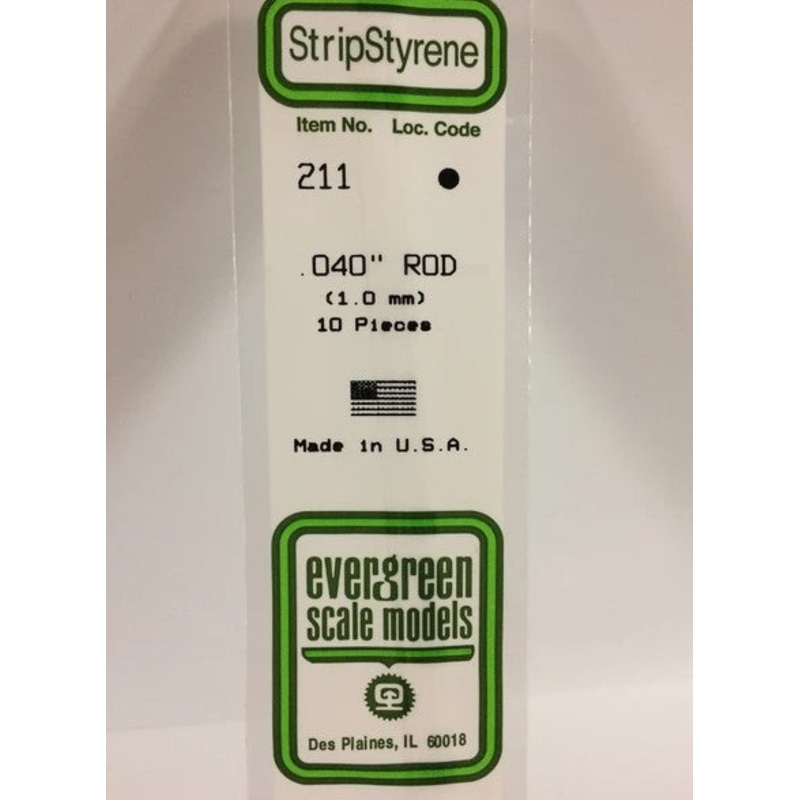 StripStyrene
Item No. Loc. Code
211
.040" ROD
(1.0 mm)
10 Pieces
Made in U.S.A.
evergreen
scale models
Des Plaines, IL 60018